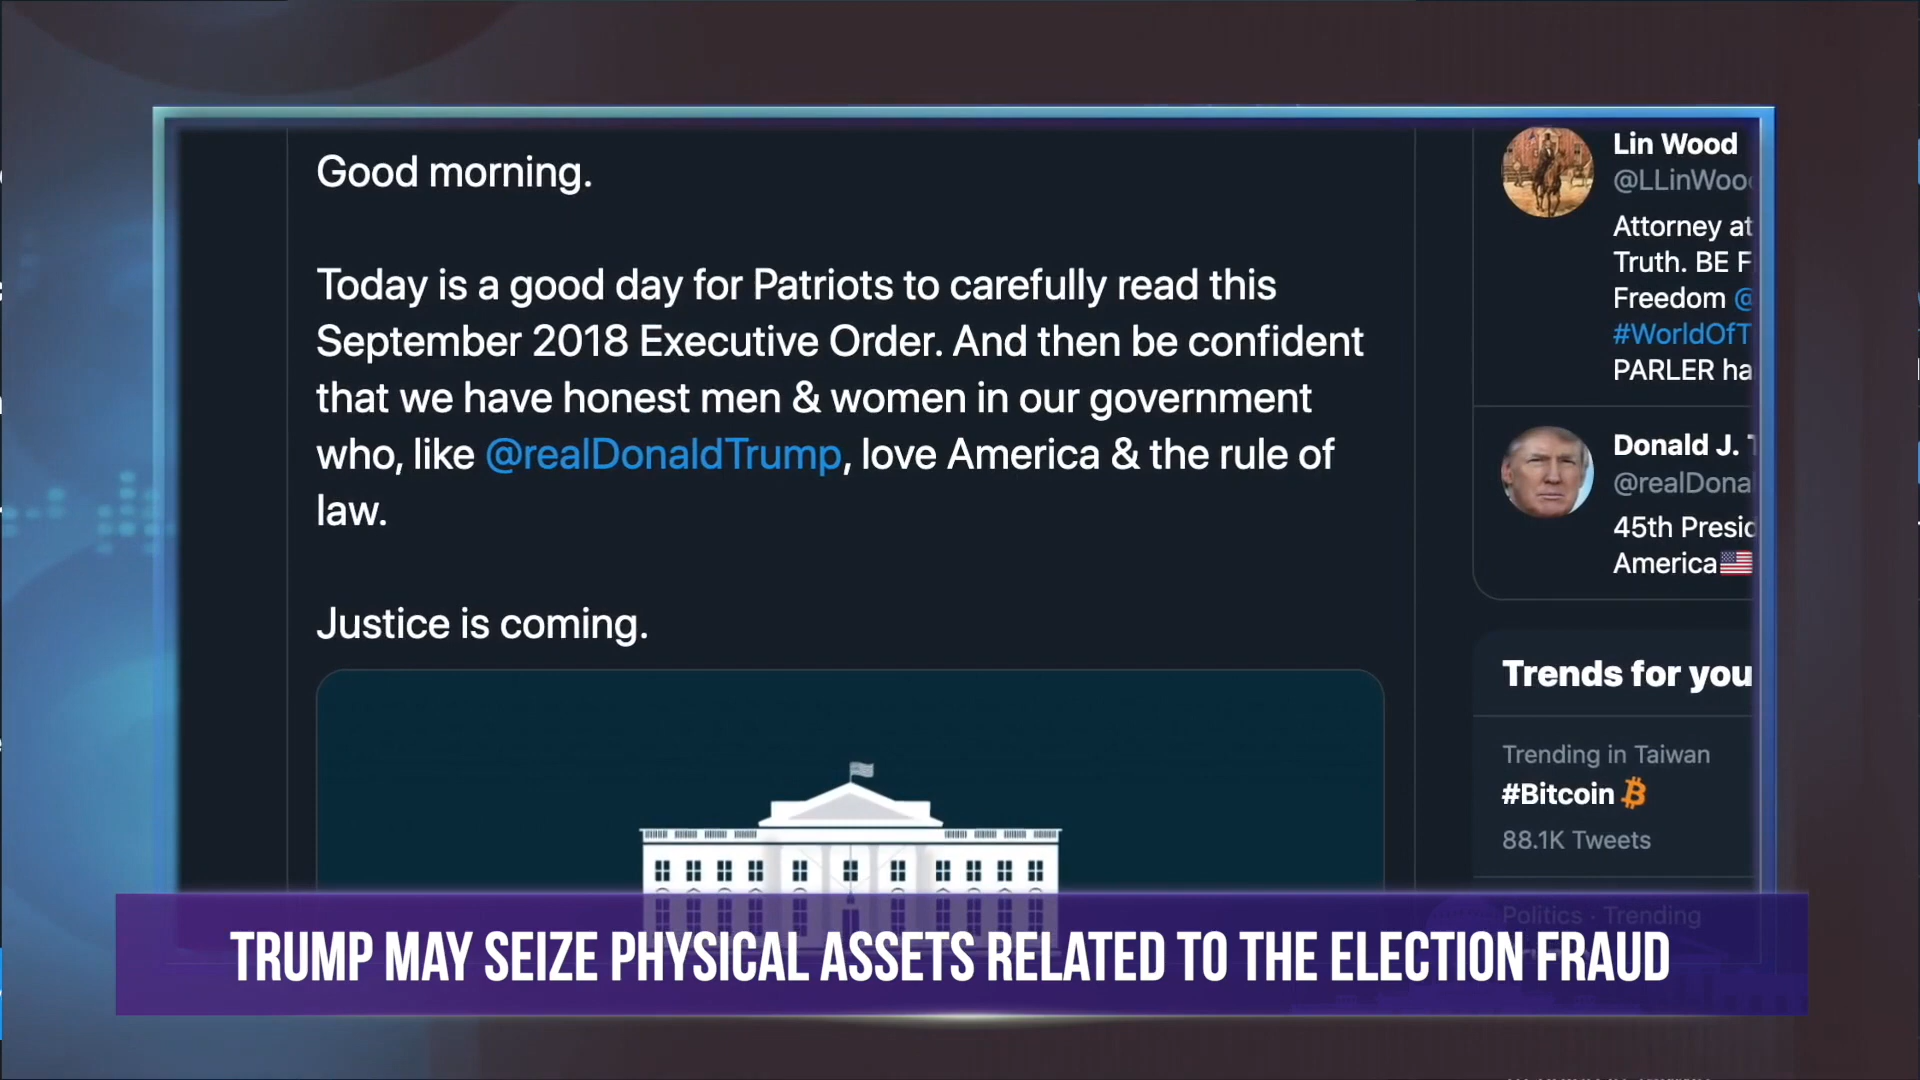 Good morning.
Today is a good day for Patriots to carefully read this
September 2018 Executive Order. And then be confident
that we have honest men & women in our government
who, like @realDonaldTrump, love America & the rule of
law.
Justice is coming.
Lin Wood
@LLinWoo
Attorney at
Truth. BE F
Freedom @
#WorldOfT
PARLER ha
Donald J. T
@realDona
45th Presid
America🇺🇸
Trends for you
Trending in Taiwan
#Bitcoin
88.1K Tweets
Politics · Trending
TRUMP MAY SEIZE PHYSICAL ASSETS RELATED TO THE ELECTION FRAUD